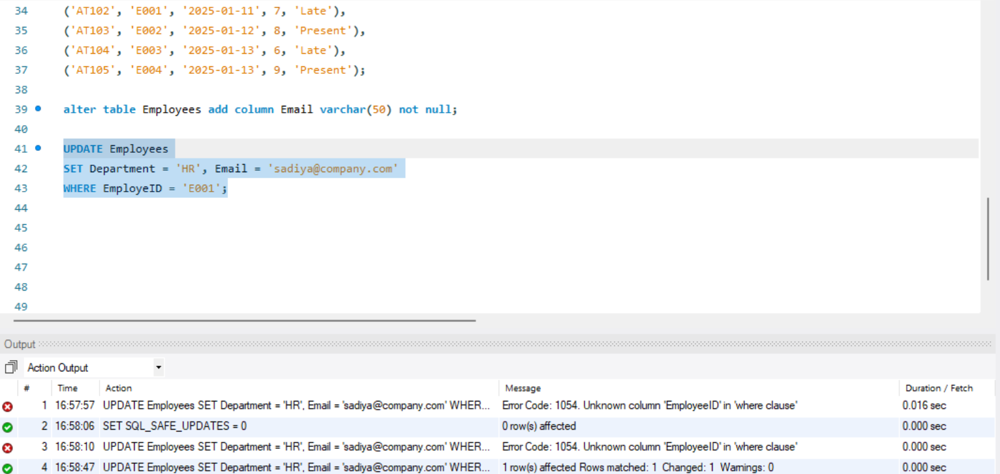 34 ('AT102', 'E001', '2025-01-11', 7, 'Late'),
35 ('AT103', 'E002', '2025-01-12', 8, 'Present'),
36 ('AT104', 'E003', '2025-01-13', 6, 'Late'),
37 ('AT105', 'E004', '2025-01-13', 9, 'Present');
38
39 alter table Employees add column Email varchar(50) not null;
40
41 UPDATE Employees
42 SET Department = 'HR', Email = 'sadiya@company.com'
43 WHERE EmployeID = 'E001';
44
45
46
47
48
49
Output
Action Output
# Time Action Message Duration / Fetch
1 16:57:57 UPDATE Employees SET Department = 'HR', Email = 'sadiya@company.com' WHER... Error Code: 1054. Unknown column 'EmployeeID' in 'where clause' 0.016 sec
2 16:58:06 SET SQL_SAFE_UPDATES = 0 0 row(s) affected 0.000 sec
3 16:58:10 UPDATE Employees SET Department = 'HR', Email = 'sadiya@company.com' WHER... Error Code: 1054. Unknown column 'EmployeeID' in 'where clause' 0.000 sec
4 16:58:47 UPDATE Employees SET Department = 'HR', Email = 'sadiya@company.com' WHER... 1 row(s) affected Rows matched: 1 Changed: 1 Warnings: 0 0.000 sec